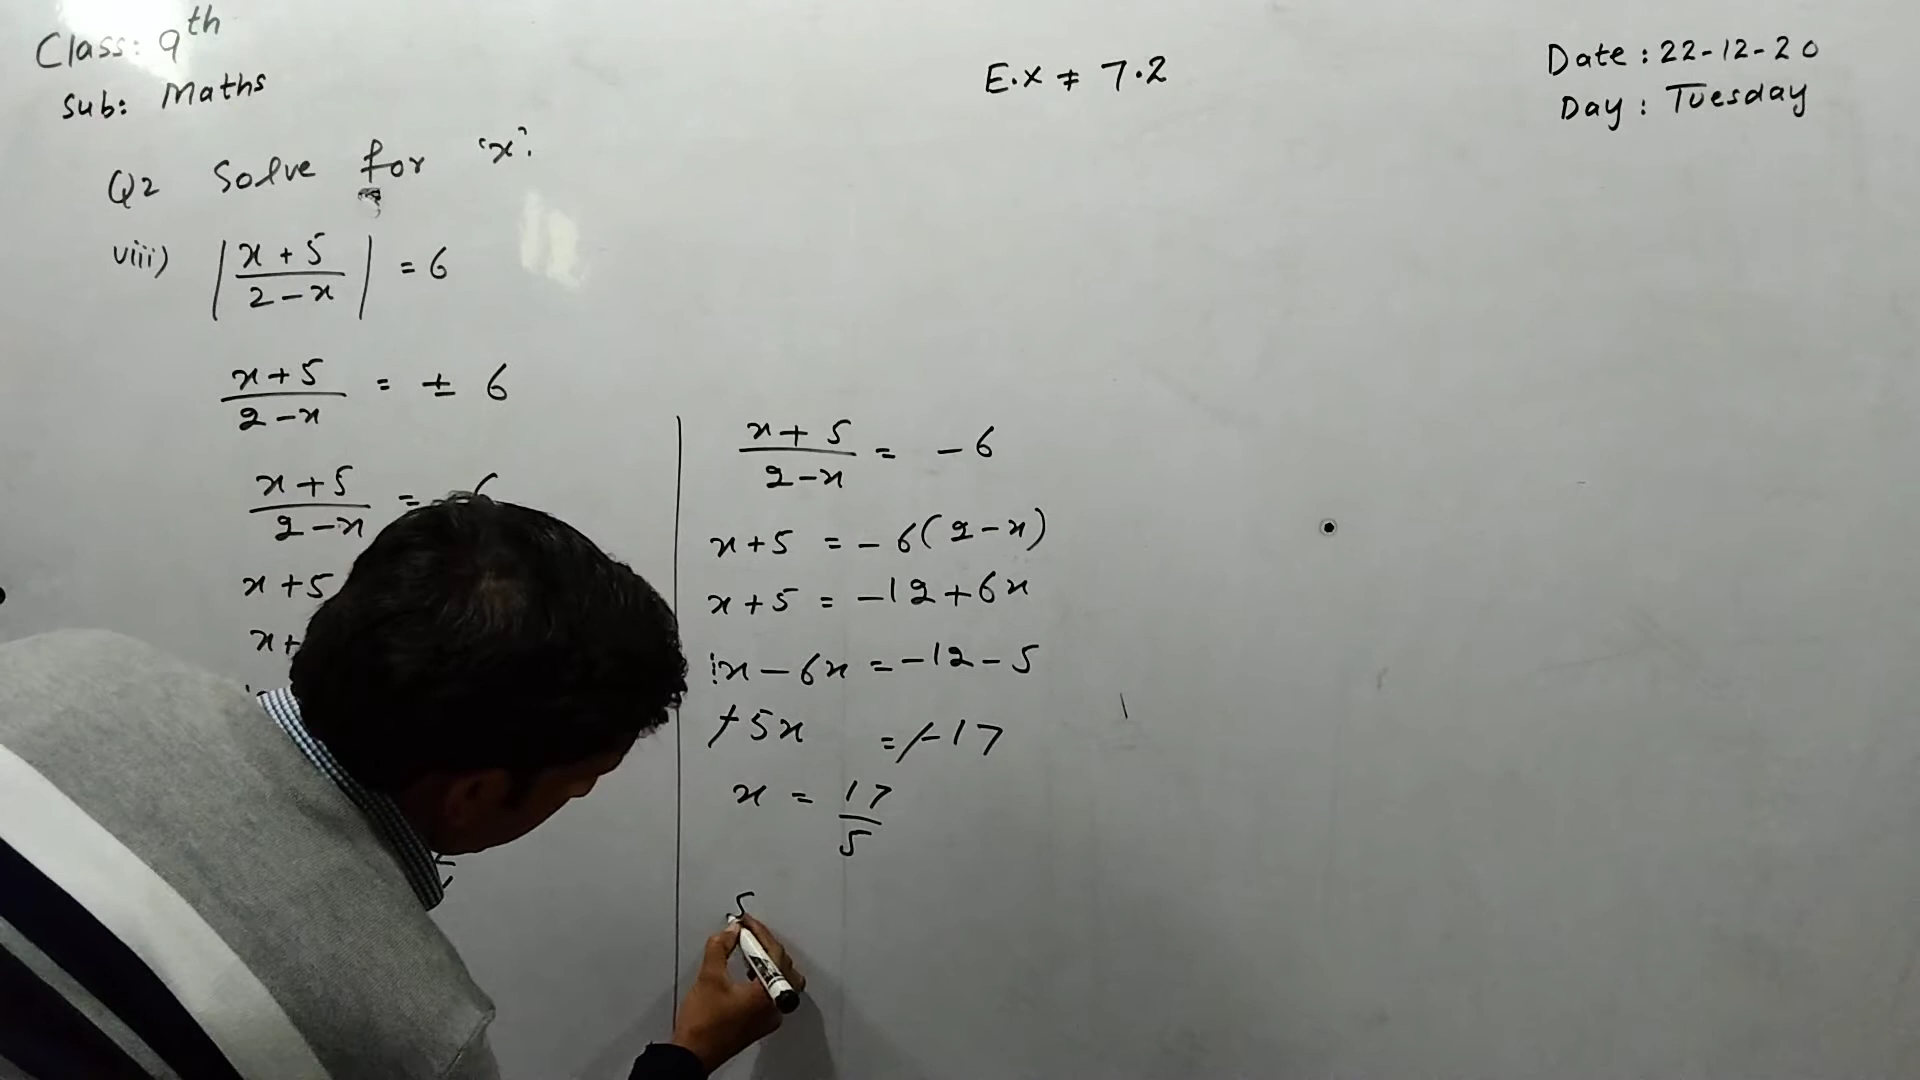 Class: 9th
Sub: Maths
E.x ≠ 7.2
Date: 22-12-20
Day: Tuesday
Q2 Solve for 'x'.
viii) |x + 5 / 2 - x| = 6
x + 5 / 2 - x = ± 6
x + 5 / 2 - x =
x + 5
x +
x + 5 / 2 - x = - 6
x + 5 = - 6(2 - x)
x + 5 = -12 + 6x
1x - 6x = -12 - 5
-5x = -17
x = 17/5
S